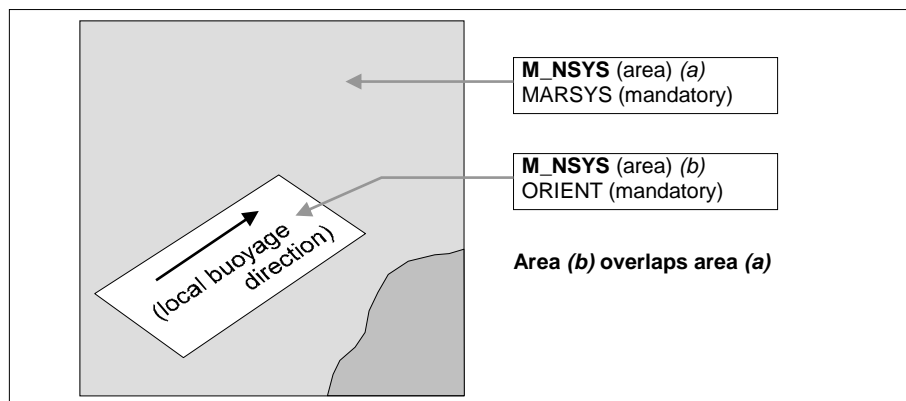 M_NSYS (area) (a)
MARSYS (mandatory)
M_NSYS (area) (b)
ORIENT (mandatory)
(local buoyage
direction)
Area (b) overlaps area (a)